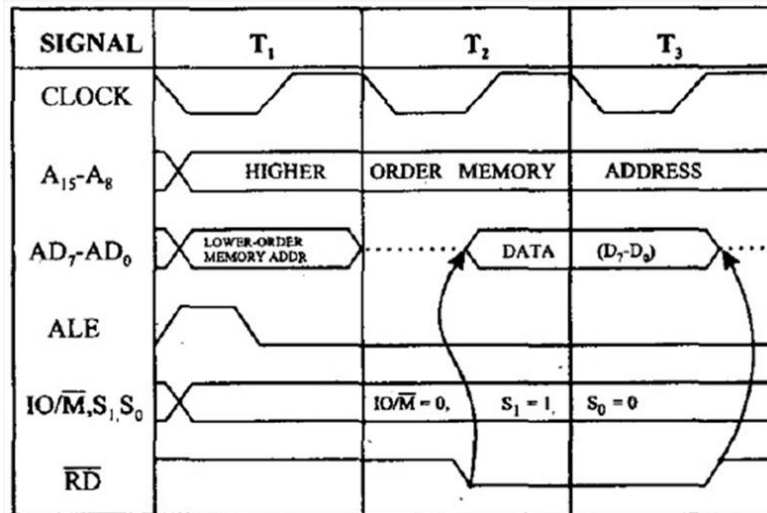 SIGNAL T₁ T₂ T₃
CLOCK
A₁₅-A₈ HIGHER ORDER MEMORY ADDRESS
AD₇-AD₀ LOWER-ORDER MEMORY ADDR DATA (D₇-D₀)
ALE
IO/M̅,S₁,S₀ IO/M̅ = 0, S₁ = 1, S₀ = 0
R̅D̅